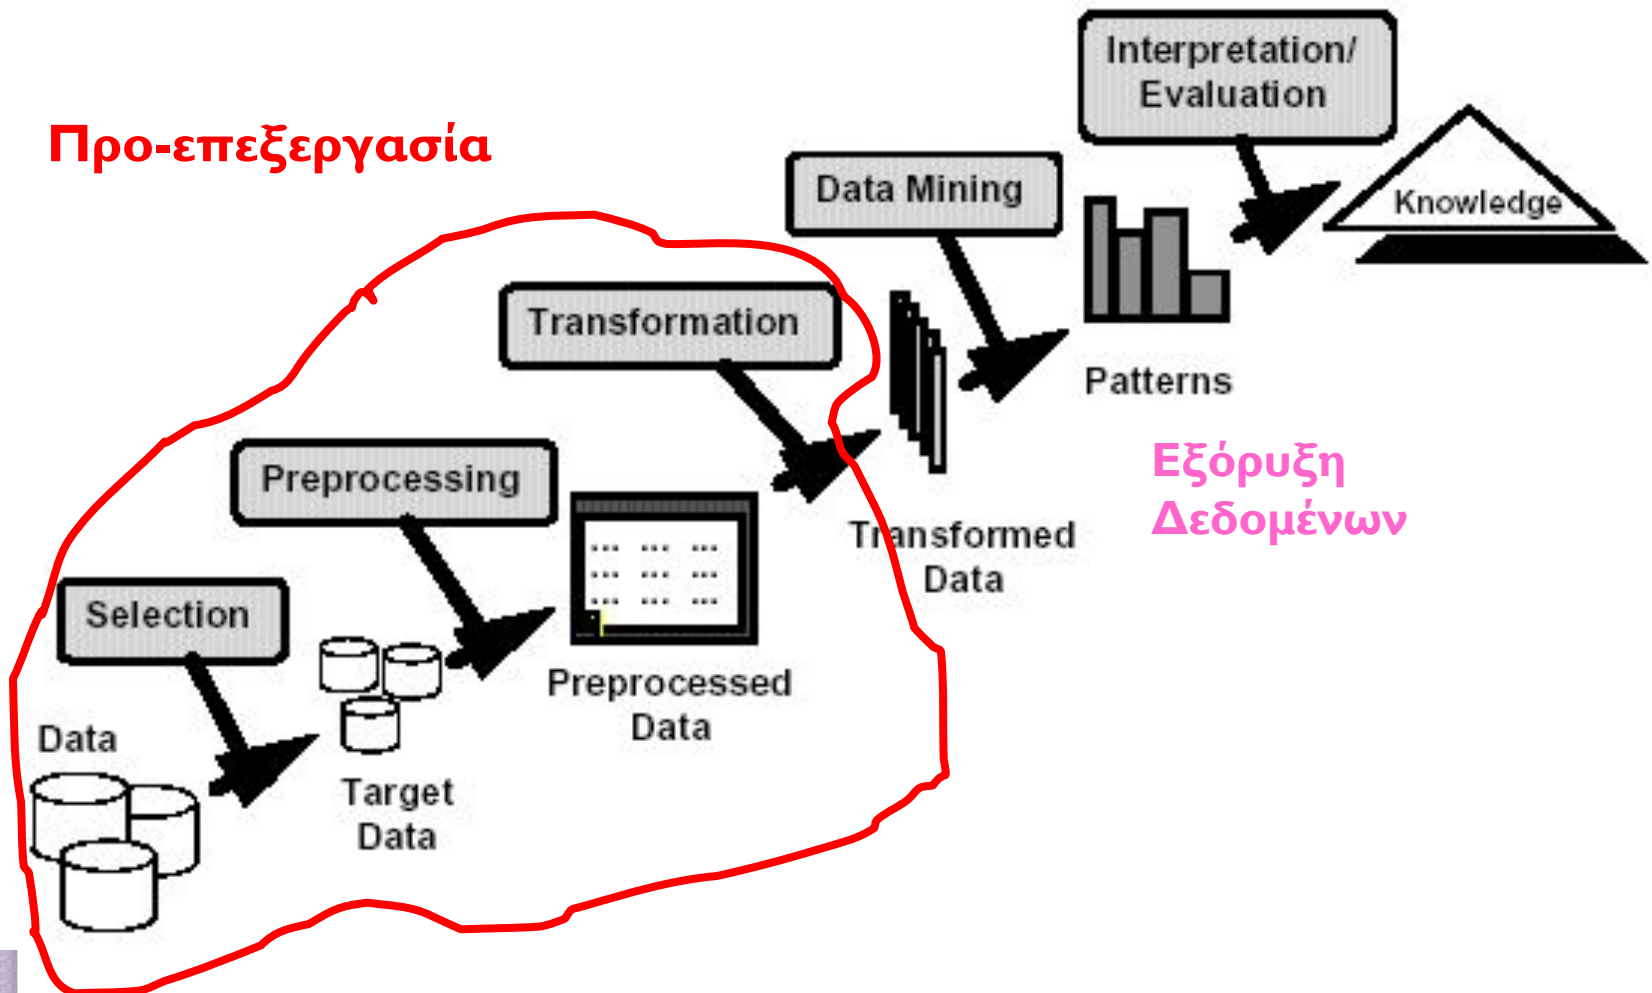 Προ-επεξεργασία
Interpretation/
Evaluation
Knowledge
Data Mining
Patterns
Transformation
Transformed
Data
Εξόρυξη
Δεδομένων
Preprocessing
Preprocessed
Data
Selection
Target
Data
Data